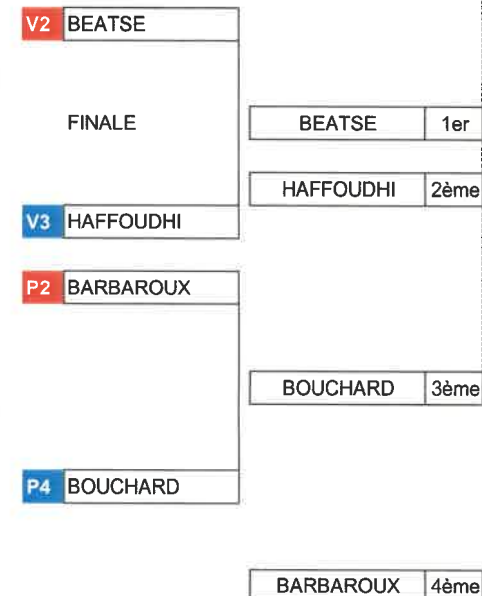 V2 BEATSE
FINALE
BEATSE 1er
HAFFOUDHI 2ème
V3 HAFFOUDHI
P2 BARBAROUX
BOUCHARD 3ème
P4 BOUCHARD
BARBAROUX 4ème